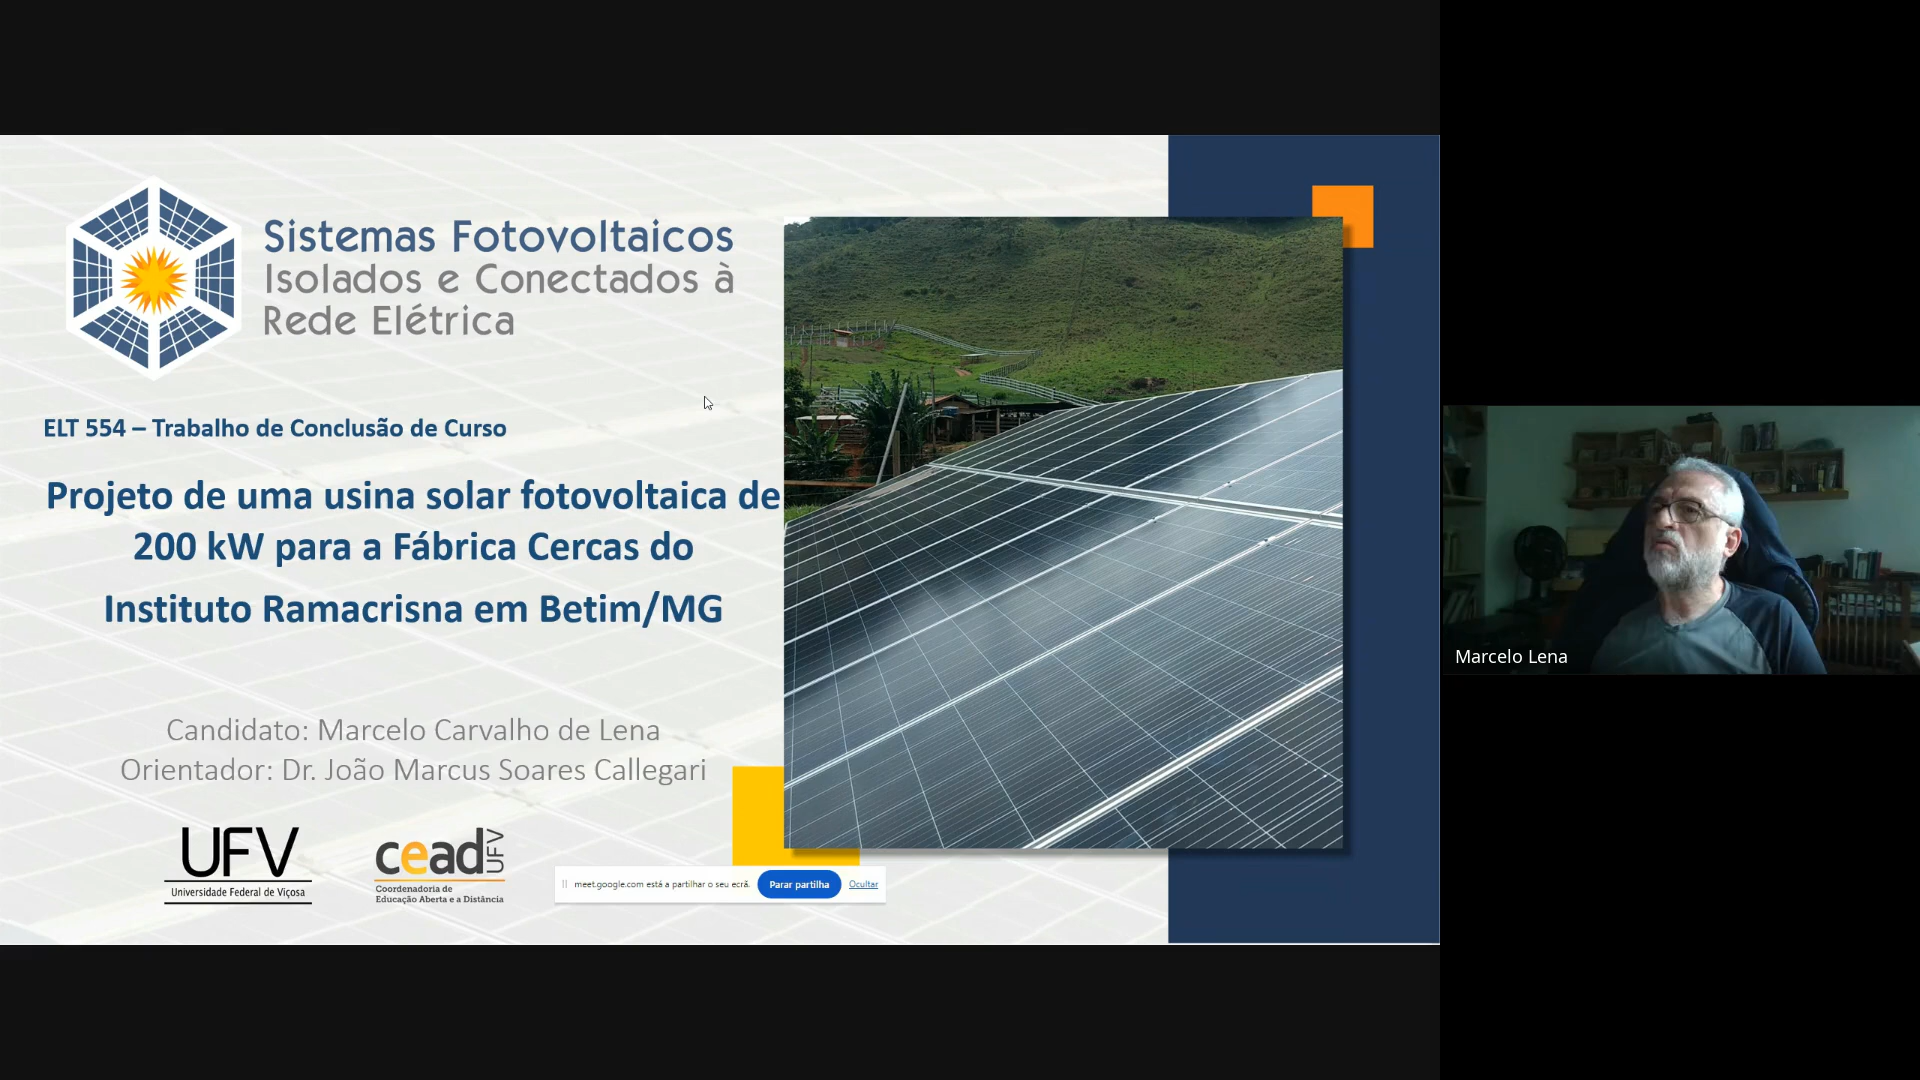 Sistemas Fotovoltaicos
Isolados e Conectados à
Rede Elétrica
ELT 554 – Trabalho de Conclusão de Curso
Projeto de uma usina solar fotovoltaica de
200 kW para a Fábrica Cercas do
Instituto Ramacrisna em Betim/MG
Candidato: Marcelo Carvalho de Lena
Orientador: Dr. João Marcus Soares Callegari
UFV
Universidade Federal de Viçosa
cead UFV
Coordenadoria de
Educação Aberta e a Distância
meet.google.com está a partilhar o seu ecrã.
Parar partilha
Ocultar
Marcelo Lena